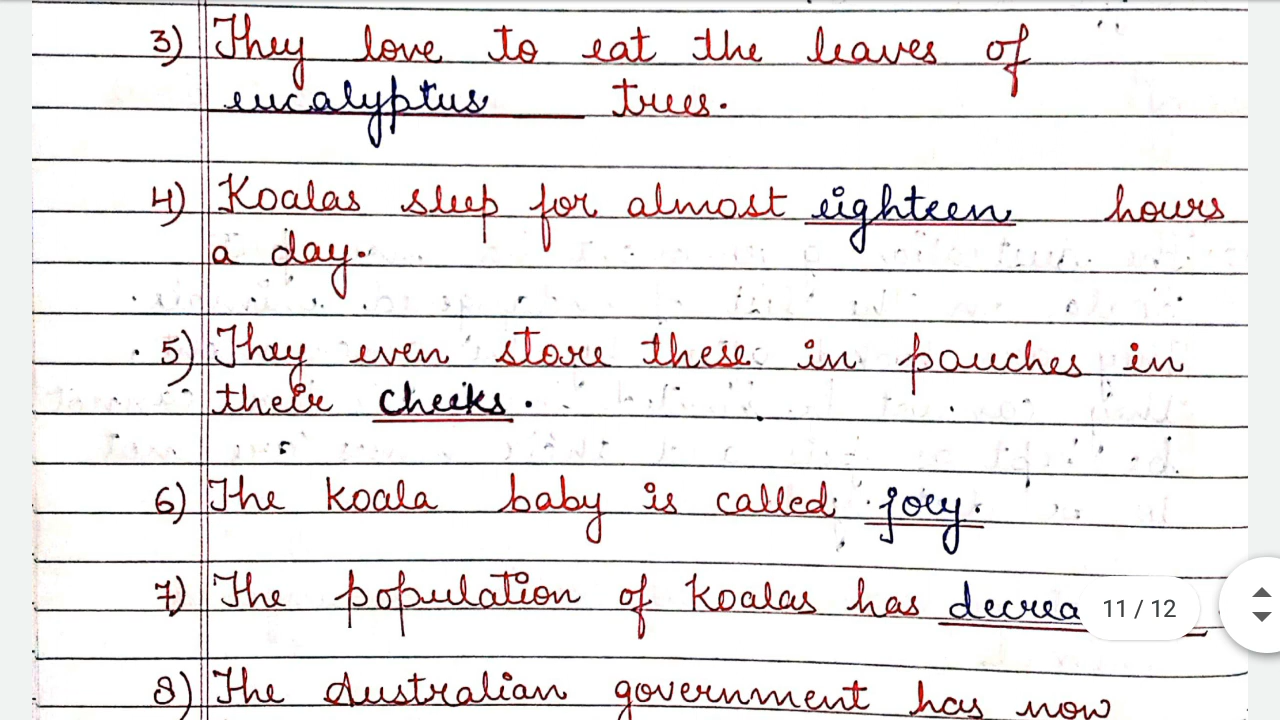 3) They love to eat the leaves of
eucalyptus trees.
4) Koalas sleep for almost eighteen hours
a day.
5) They even store these in pouches in
their cheeks.
6) The koala baby is called joey.
7) The population of koalas has decrea
11 / 12
8) The Australian government has now